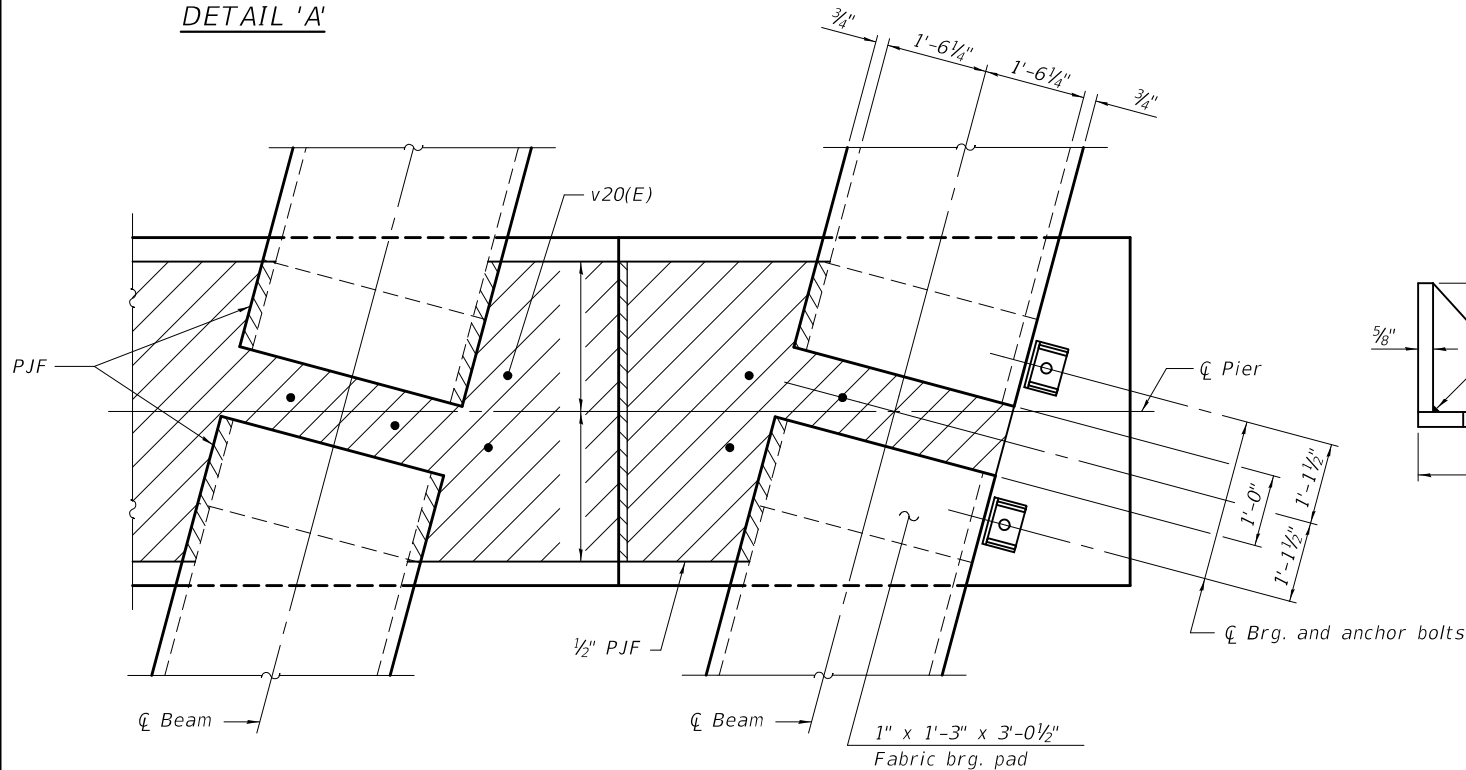 DETAIL 'A'
¾"
1'-6¼"
1'-6¼"
¾"
v20(E)
PJF
⅝"
℄ Pier
1'-1½"
1'-0"
1'-1½"
½" PJF
℄ Brg. and anchor bolts
℄ Beam
℄ Beam
1" x 1'-3" x 3'-0½"
Fabric brg. pad